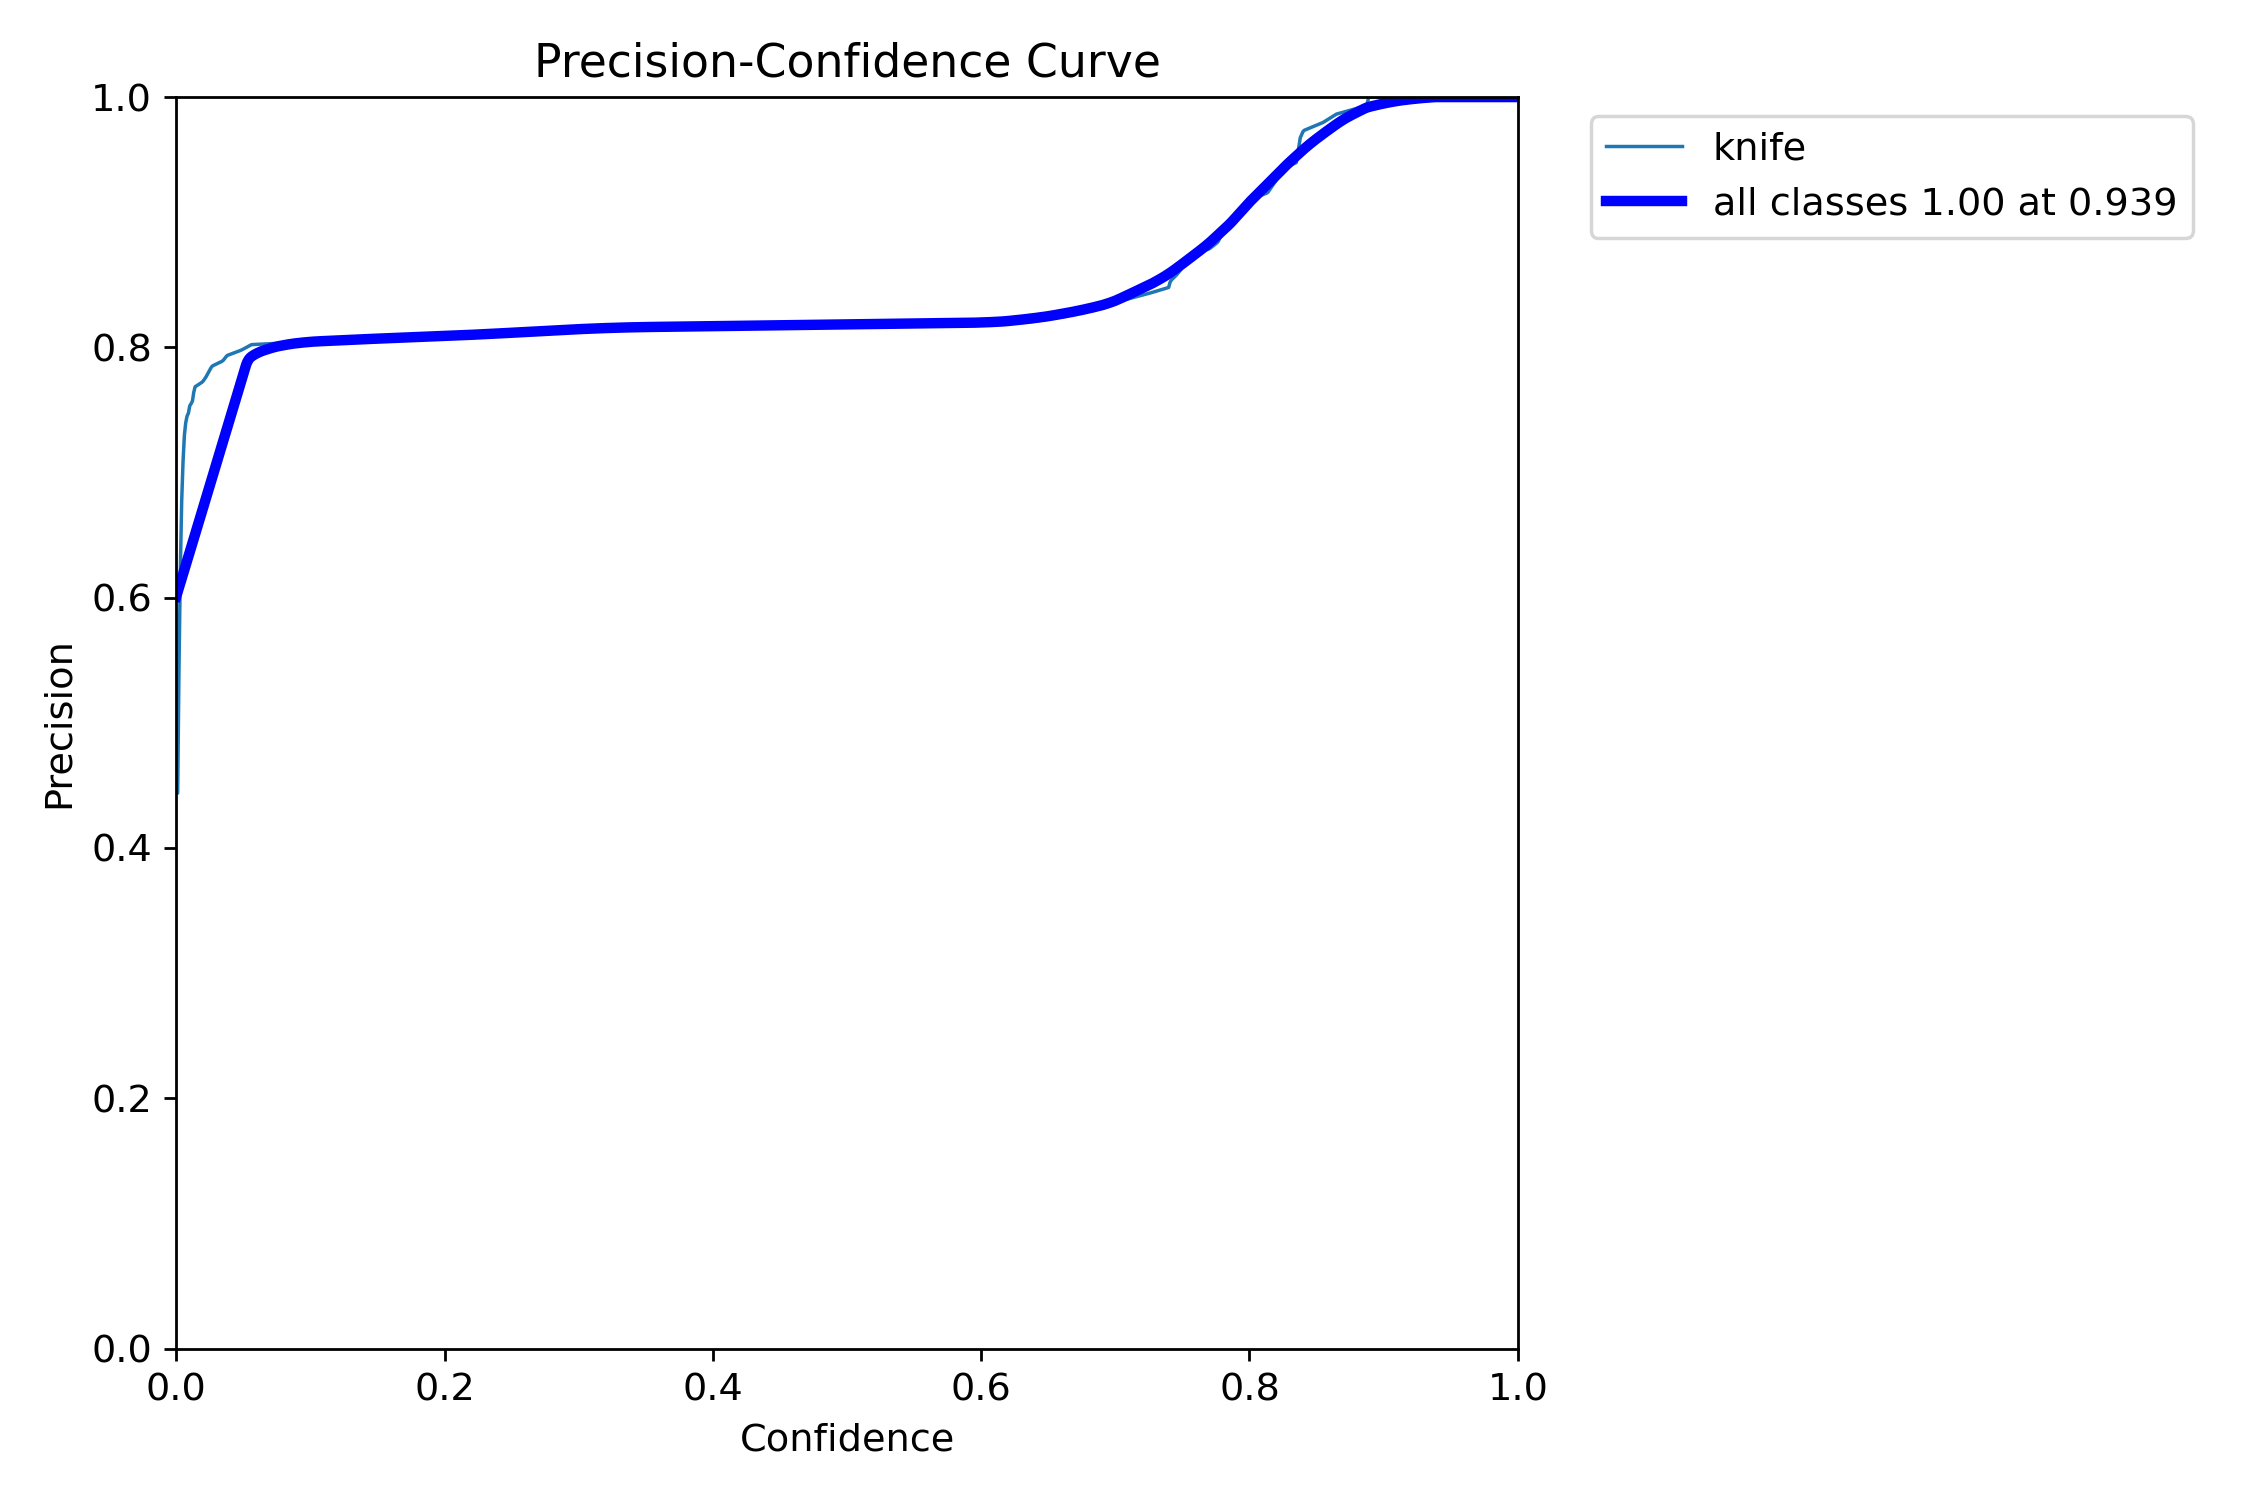 Precision-Confidence Curve
1.0
0.8
0.6
0.4
0.2
0.0
Precision
0.0 0.2 0.4 0.6 0.8 1.0
Confidence
knife
all classes 1.00 at 0.939